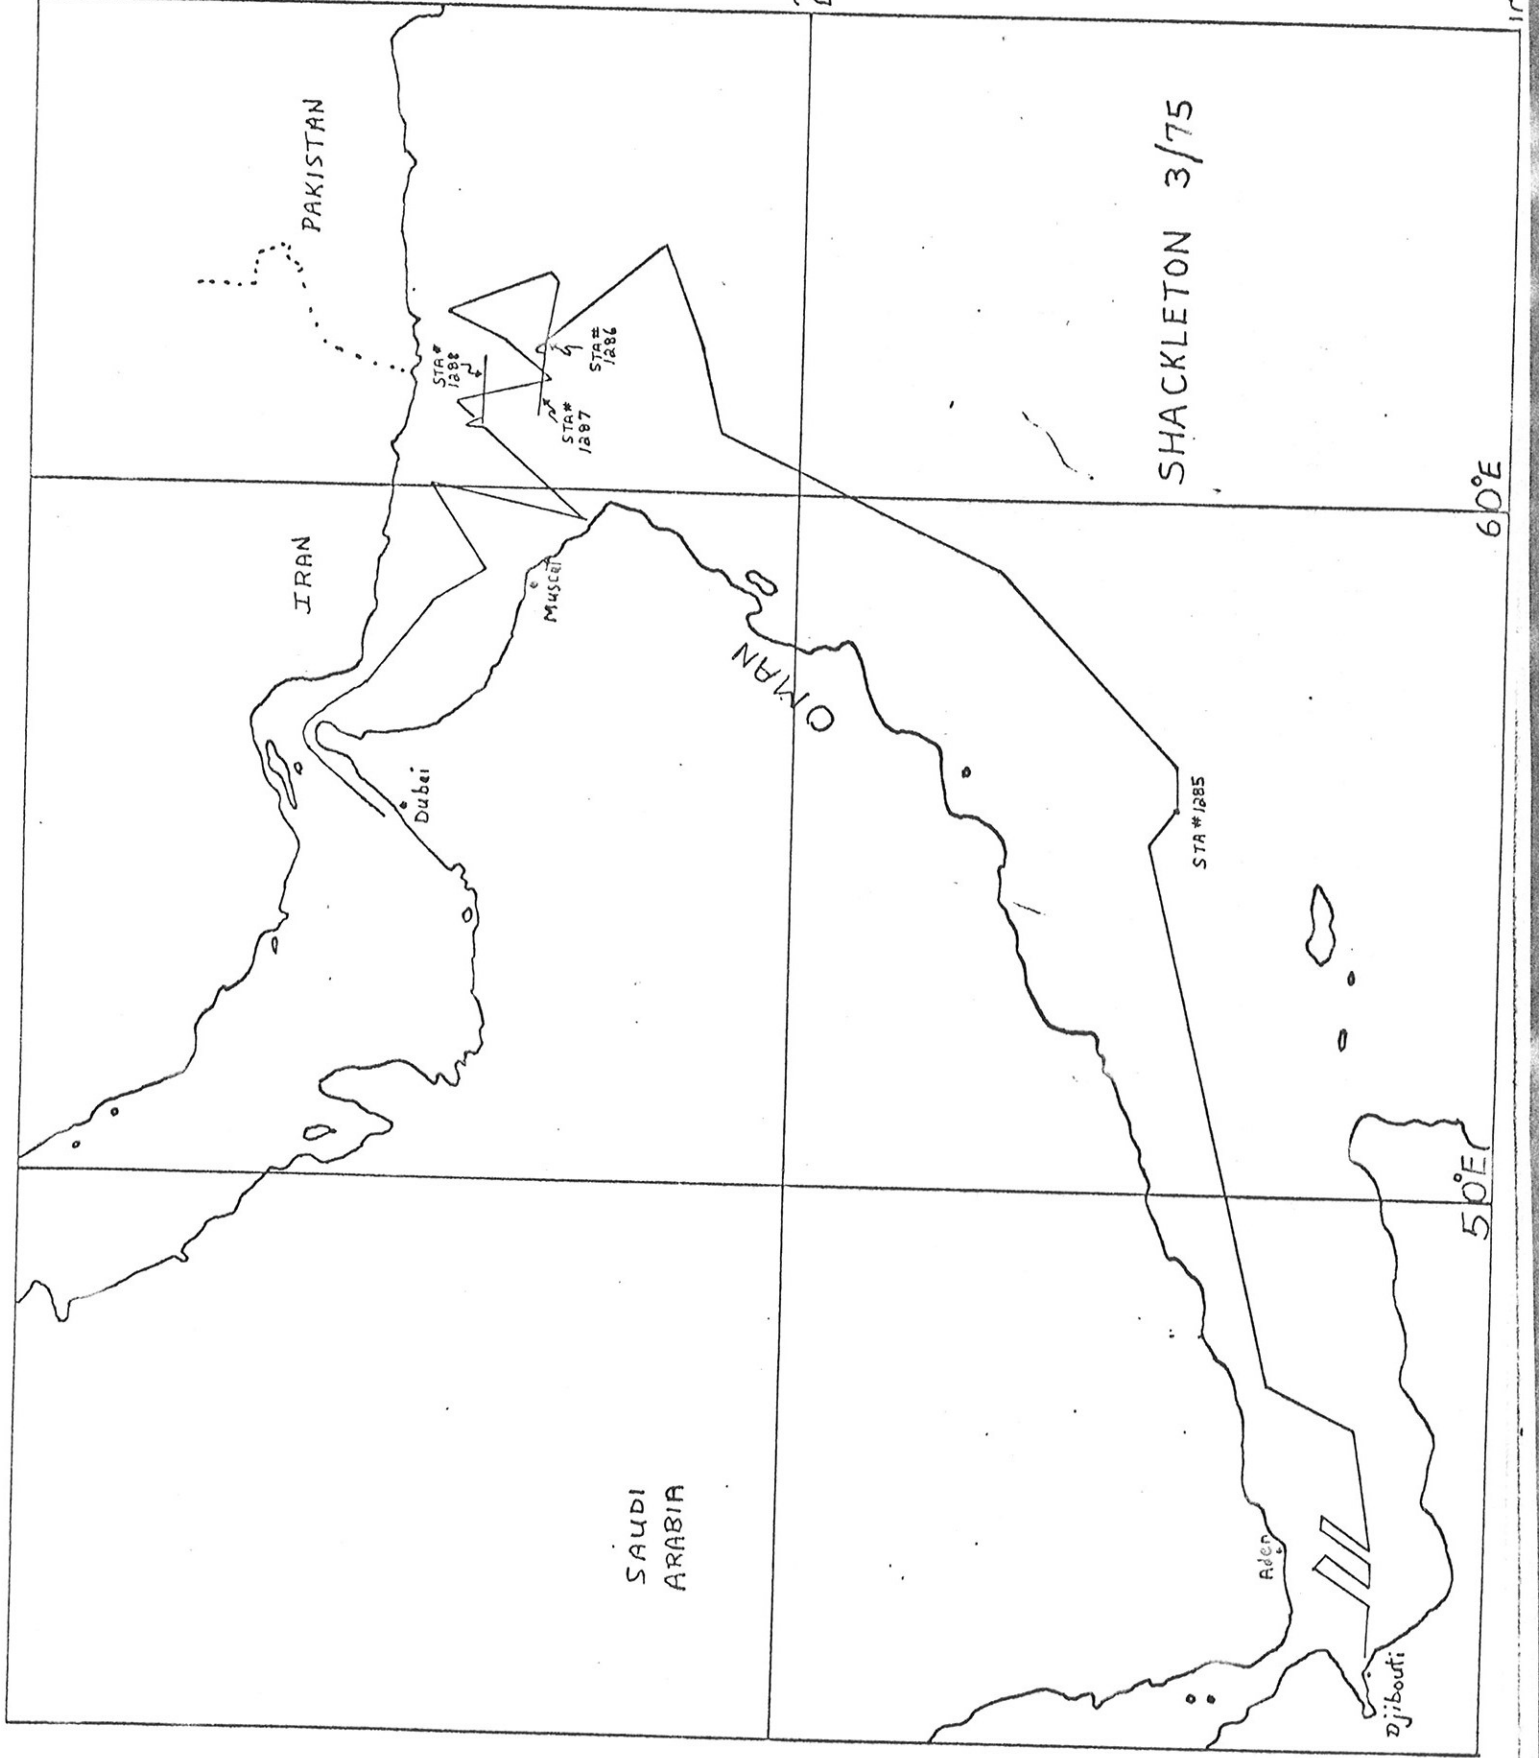 PAKISTAN
IRAN
STA#
1288
STA#
1286
STA#
1287
Muscat
OMAN
Dubai
SHACKLETON 3/75
STA#1285
SAUDI
ARABIA
Aden
Djibouti
50°E
60°E